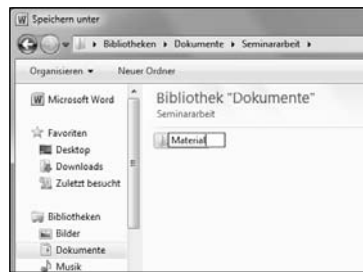 Speichern unter
Bibliotheken ▸ Dokumente ▸ Seminararbeit ▸
Organisieren ▾ Neuer Ordner
Microsoft Word
Favoriten
Desktop
Downloads
Zuletzt besucht
Bibliotheken
Bilder
Dokumente
Musik
Bibliothek "Dokumente"
Seminararbeit
Material